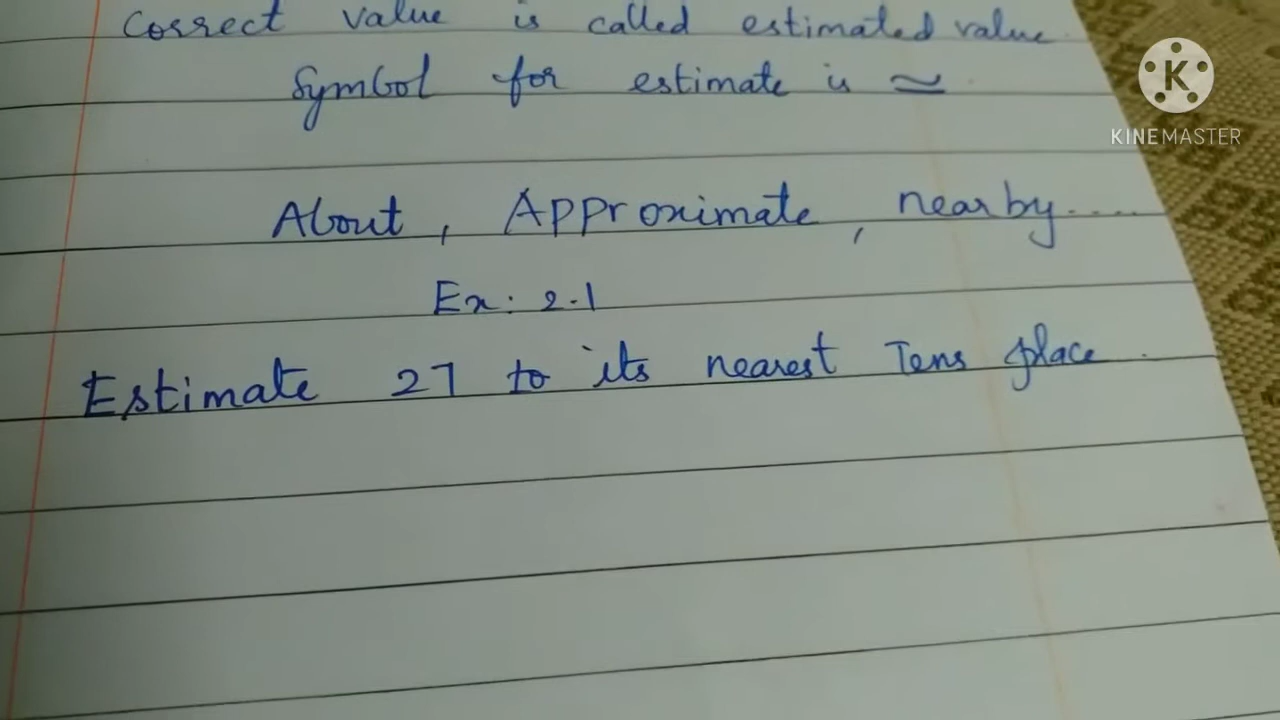 Correct value is called estimated value
Symbol for estimate is ≃
About, Approximate, nearby....
Ex: 2.1
Estimate 27 to its nearest Tens place.
K
KINEMASTER